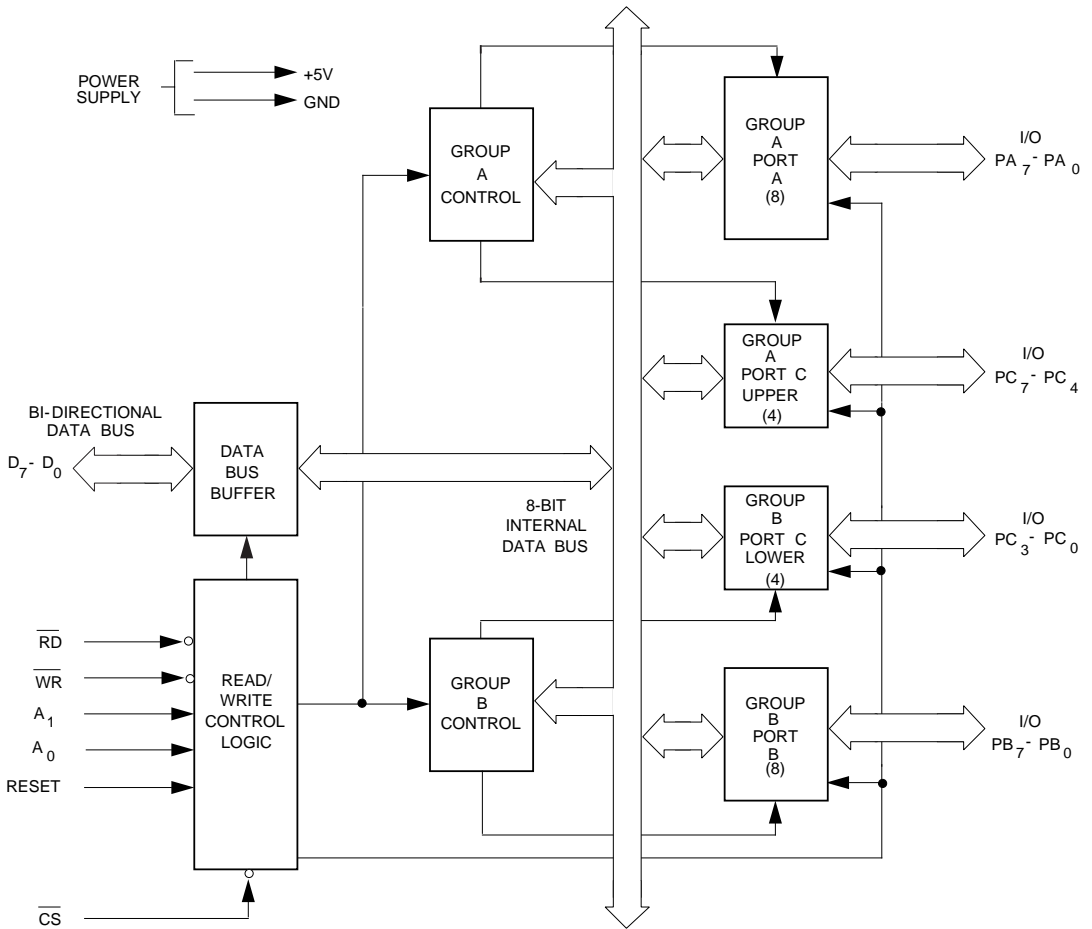 POWER
SUPPLY
+5V
GND
GROUP
A
CONTROL
GROUP
A
PORT
A
(8)
I/O
PA7- PA0
GROUP
A
PORT C
UPPER
(4)
I/O
PC7- PC4
BI-DIRECTIONAL
DATA BUS
D7- D0
DATA
BUS
BUFFER
8-BIT
INTERNAL
DATA BUS
GROUP
B
PORT C
LOWER
(4)
I/O
PC3- PC0
RD
WR
A1
A0
RESET
CS
READ/
WRITE
CONTROL
LOGIC
GROUP
B
CONTROL
GROUP
B
PORT
B
(8)
I/O
PB7- PB0